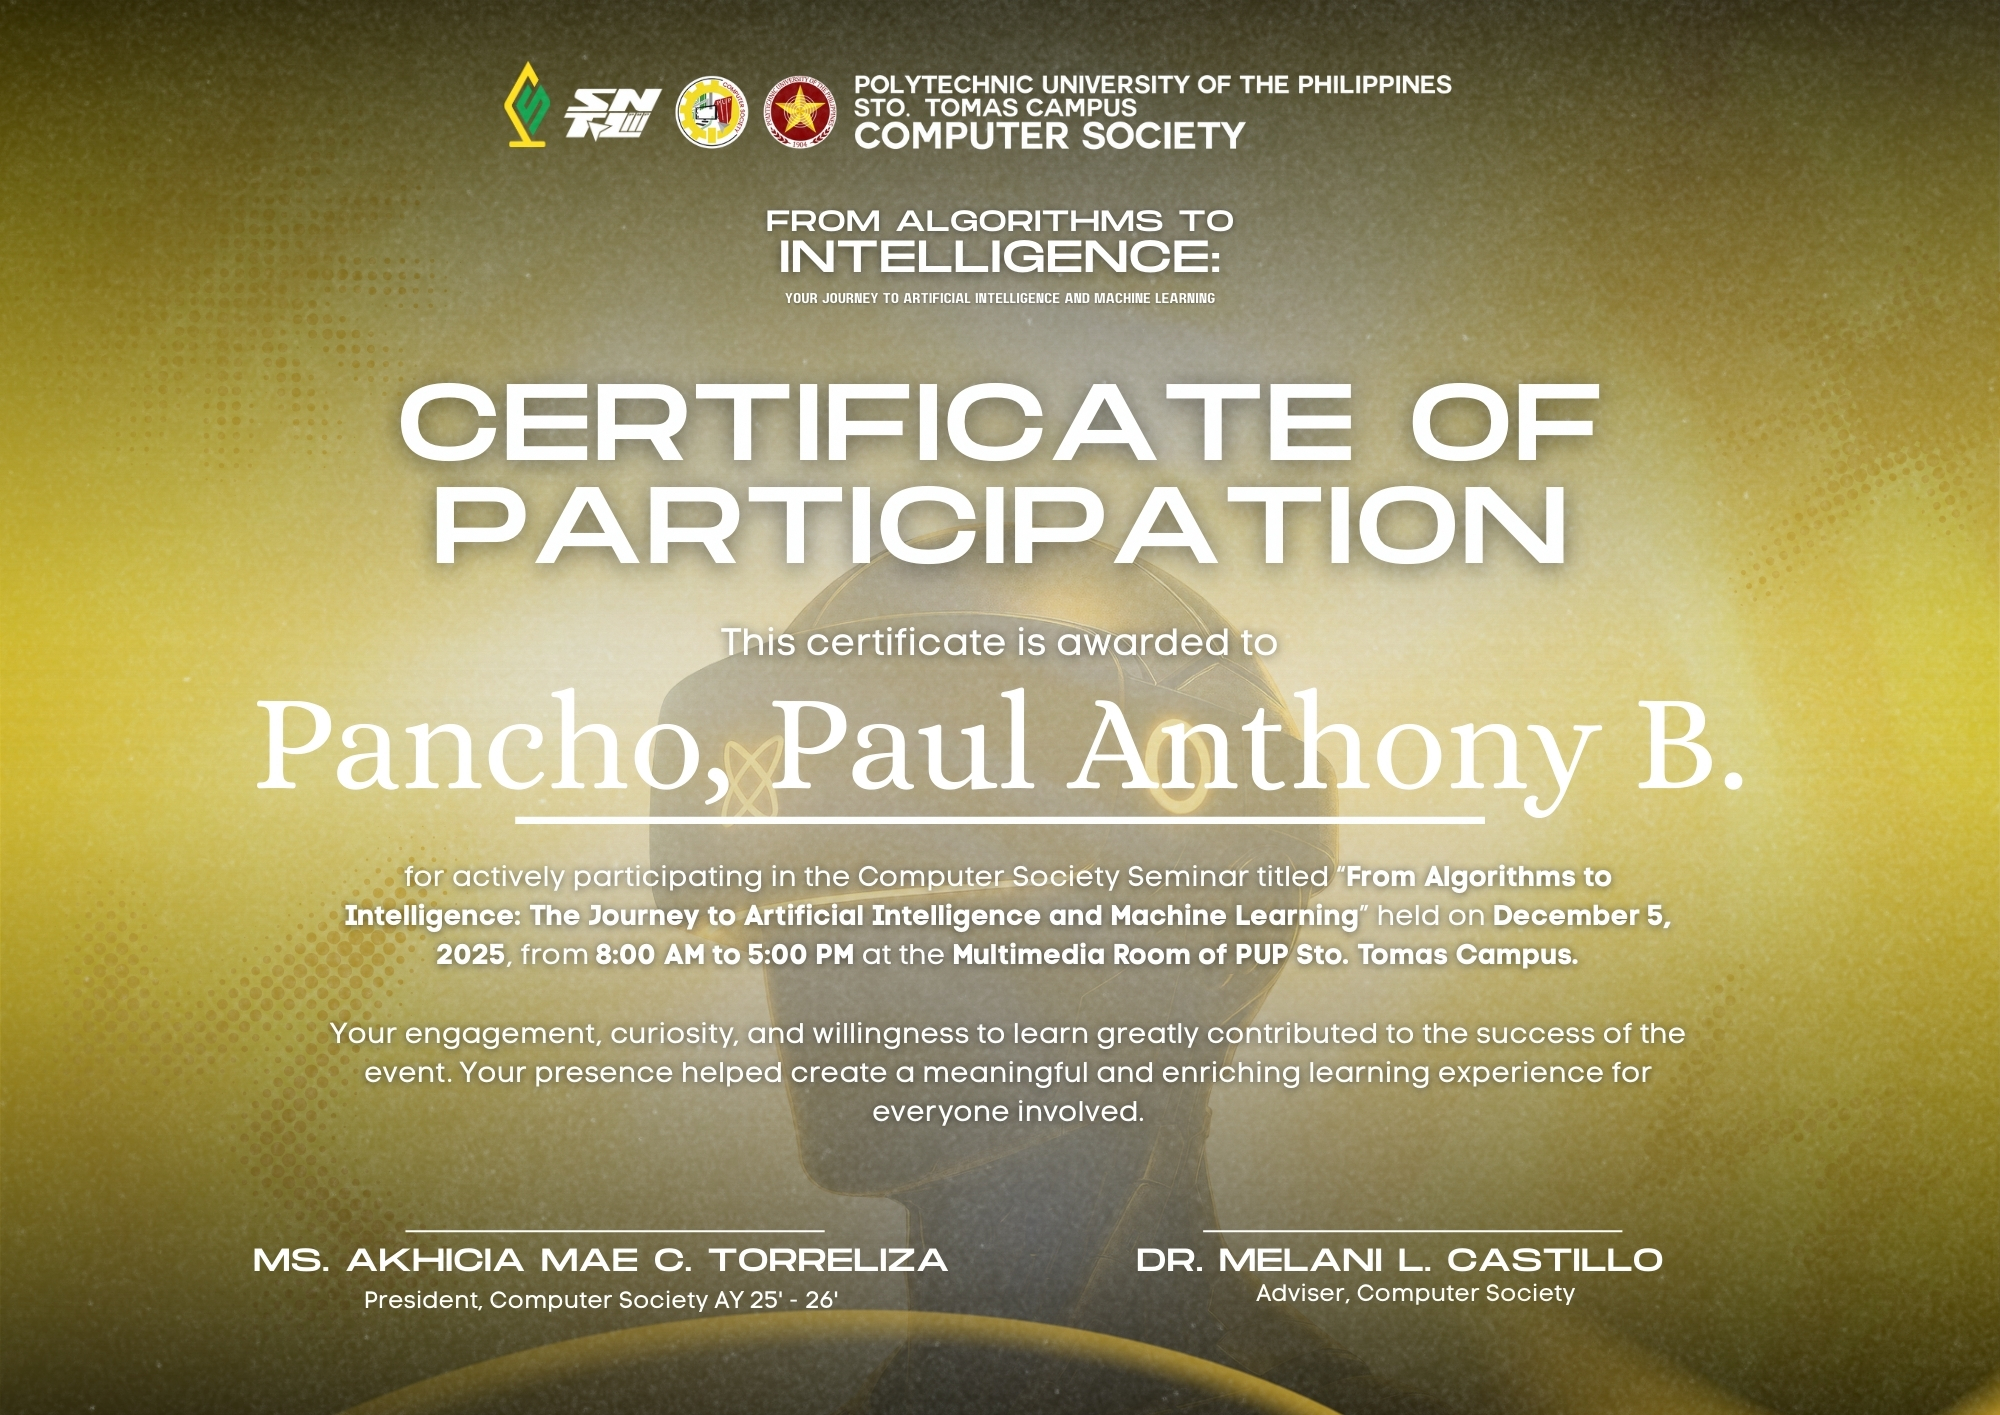 SNTRL
POLYTECHNIC UNIVERSITY OF THE PHILIPPINES
STO. TOMAS CAMPUS
COMPUTER SOCIETY
FROM ALGORITHMS TO
INTELLIGENCE:
YOUR JOURNEY TO ARTIFICIAL INTELLIGENCE AND MACHINE LEARNING
CERTIFICATE OF
PARTICIPATION
This certificate is awarded to
Pancho, Paul Anthony B.
for actively participating in the Computer Society Seminar titled "From Algorithms to
Intelligence: The Journey to Artificial Intelligence and Machine Learning" held on December 5,
2025, from 8:00 AM to 5:00 PM at the Multimedia Room of PUP Sto. Tomas Campus.
Your engagement, curiosity, and willingness to learn greatly contributed to the success of the
event. Your presence helped create a meaningful and enriching learning experience for
everyone involved.
MS. AKHICIA MAE C. TORRELIZA
President, Computer Society AY 25' - 26'
DR. MELANI L. CASTILLO
Adviser, Computer Society